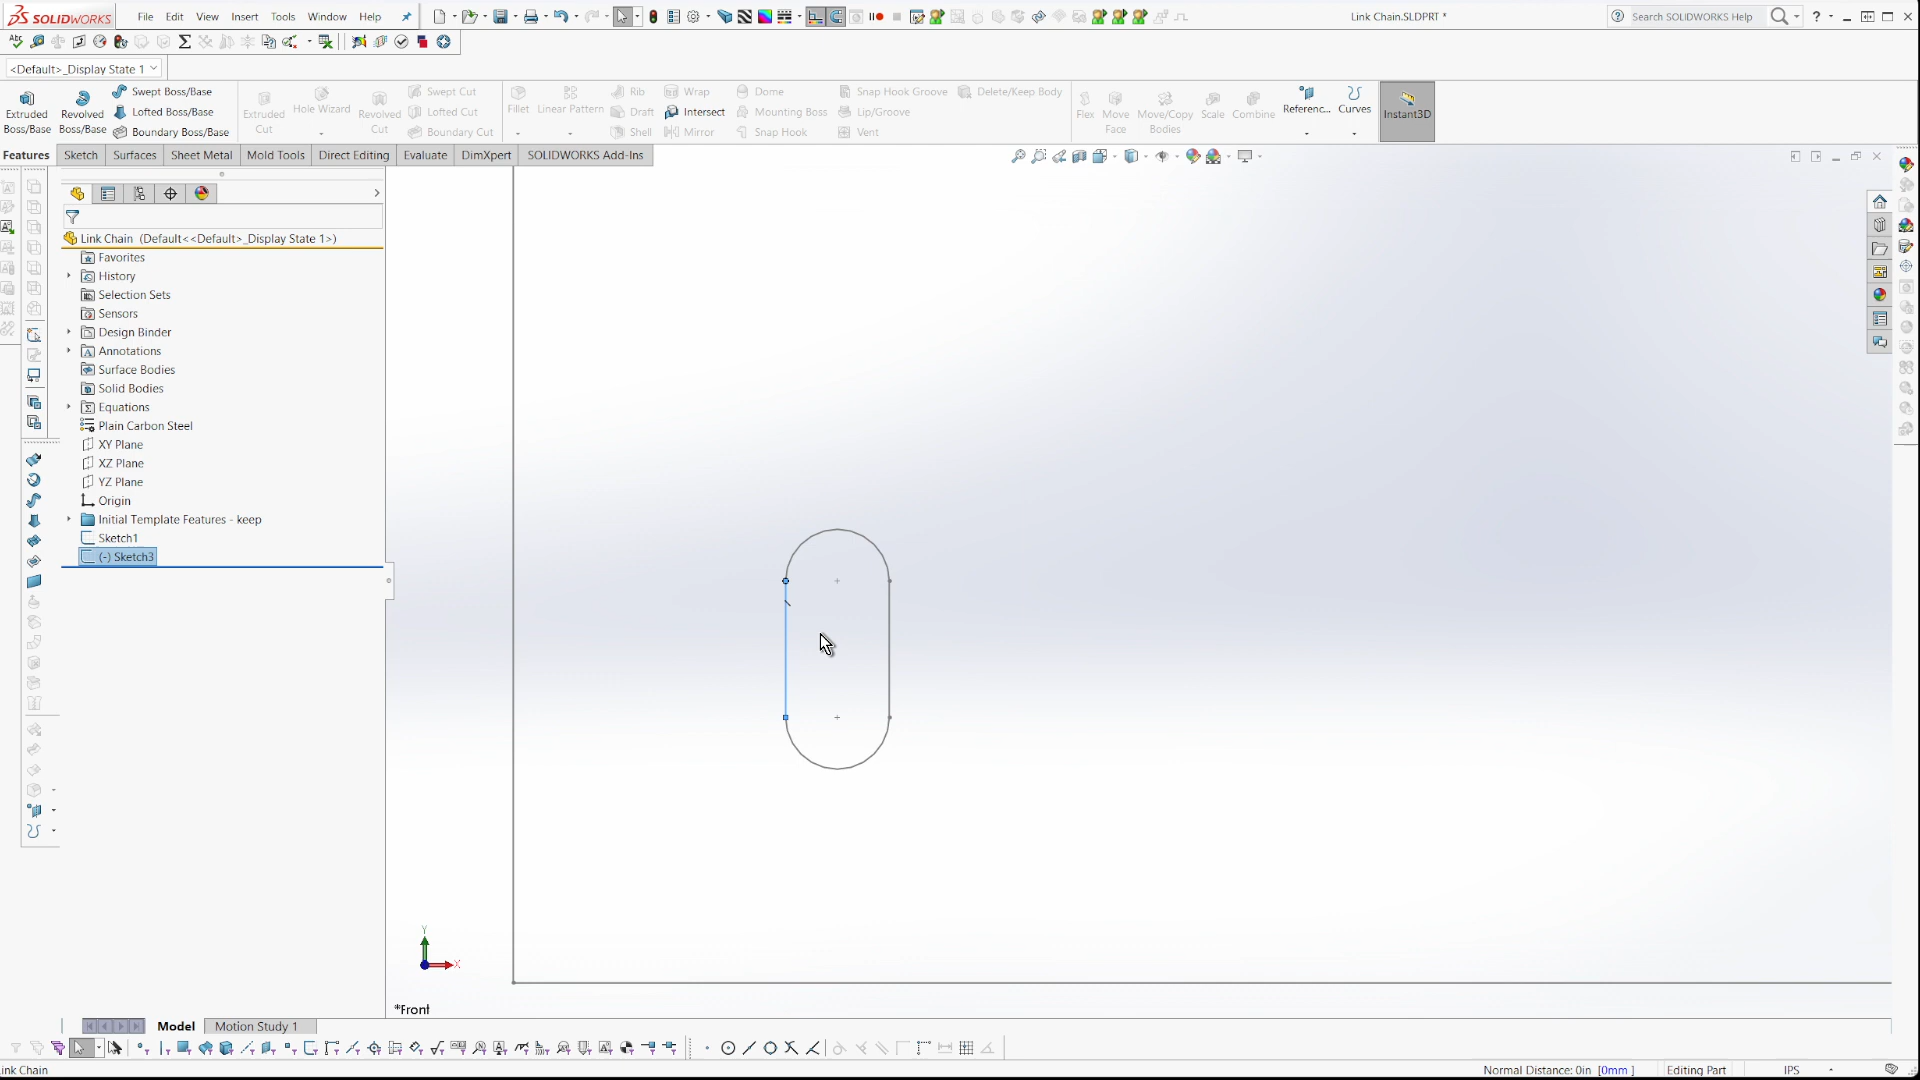 SOLIDWORKS File Edit View Insert Tools Window Help Link Chain.SLDPRT * Search SOLIDWORKS Help
<Default>_Display State 1
Extruded Boss/Base
Revolved Boss/Base
Swept Boss/Base
Lofted Boss/Base
Boundary Boss/Base
Extruded Cut
Hole Wizard
Revolved Cut
Swept Cut
Lofted Cut
Boundary Cut
Fillet
Linear Pattern
Rib
Draft
Shell
Wrap
Intersect
Mirror
Dome
Mounting Boss
Snap Hook
Snap Hook Groove
Lip/Groove
Vent
Delete/Keep Body
Flex
Move Face
Move/Copy Bodies
Scale
Combine
Referenc...
Curves
Instant3D
Features Sketch Surfaces Sheet Metal Mold Tools Direct Editing Evaluate DimXpert SOLIDWORKS Add-Ins
Link Chain (Default<<Default>_Display State 1>)
Favorites
History
Selection Sets
Sensors
Design Binder
Annotations
Surface Bodies
Solid Bodies
Equations
Plain Carbon Steel
XY Plane
XZ Plane
YZ Plane
Origin
Initial Template Features - keep
Sketch1
(-) Sketch3
Y
X
*Front
Model Motion Study 1
ink Chain Normal Distance: 0in [0mm ] Editing Part IPS